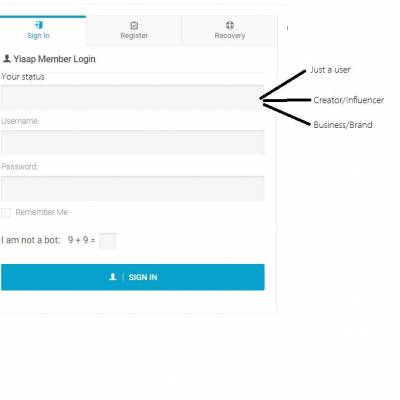 Sign In
Register
Recovery
Yiaap Member Login
Your status
Just a user
Creator/Influencer
Business/Brand
Username:
Password:
Remember Me
I am not a bot: 9 + 9 =
SIGN IN